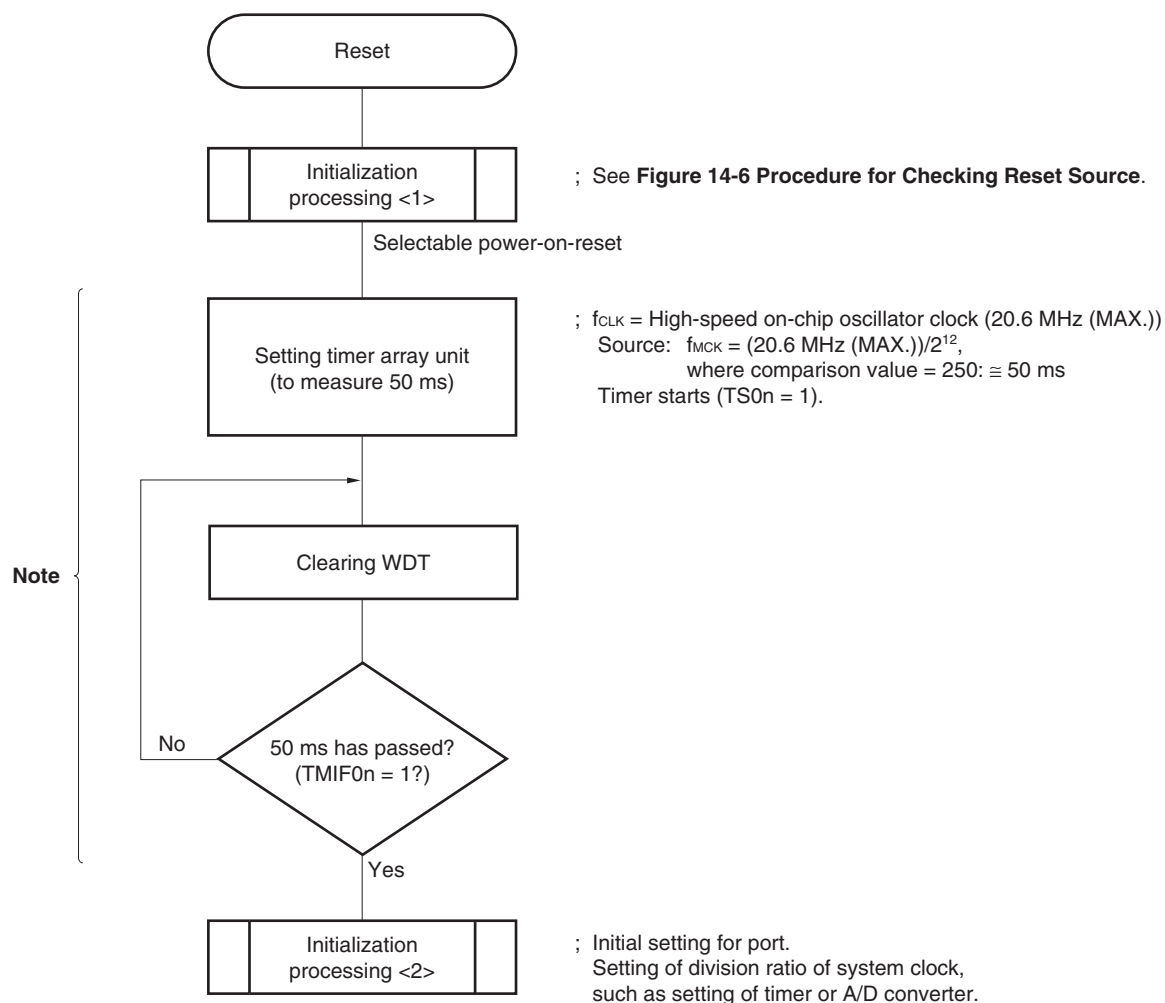 Reset
Initialization
processing <1>
; See Figure 14-6 Procedure for Checking Reset Source.
Selectable power-on-reset
Setting timer array unit
(to measure 50 ms)
; fCLK = High-speed on-chip oscillator clock (20.6 MHz (MAX.))
Source: fMCK = (20.6 MHz (MAX.))/2¹²,
where comparison value = 250: ≅ 50 ms
Timer starts (TS0n = 1).
Clearing WDT
Note
No
50 ms has passed?
(TMIF0n = 1?)
Yes
Initialization
processing <2>
; Initial setting for port.
Setting of division ratio of system clock,
such as setting of timer or A/D converter.